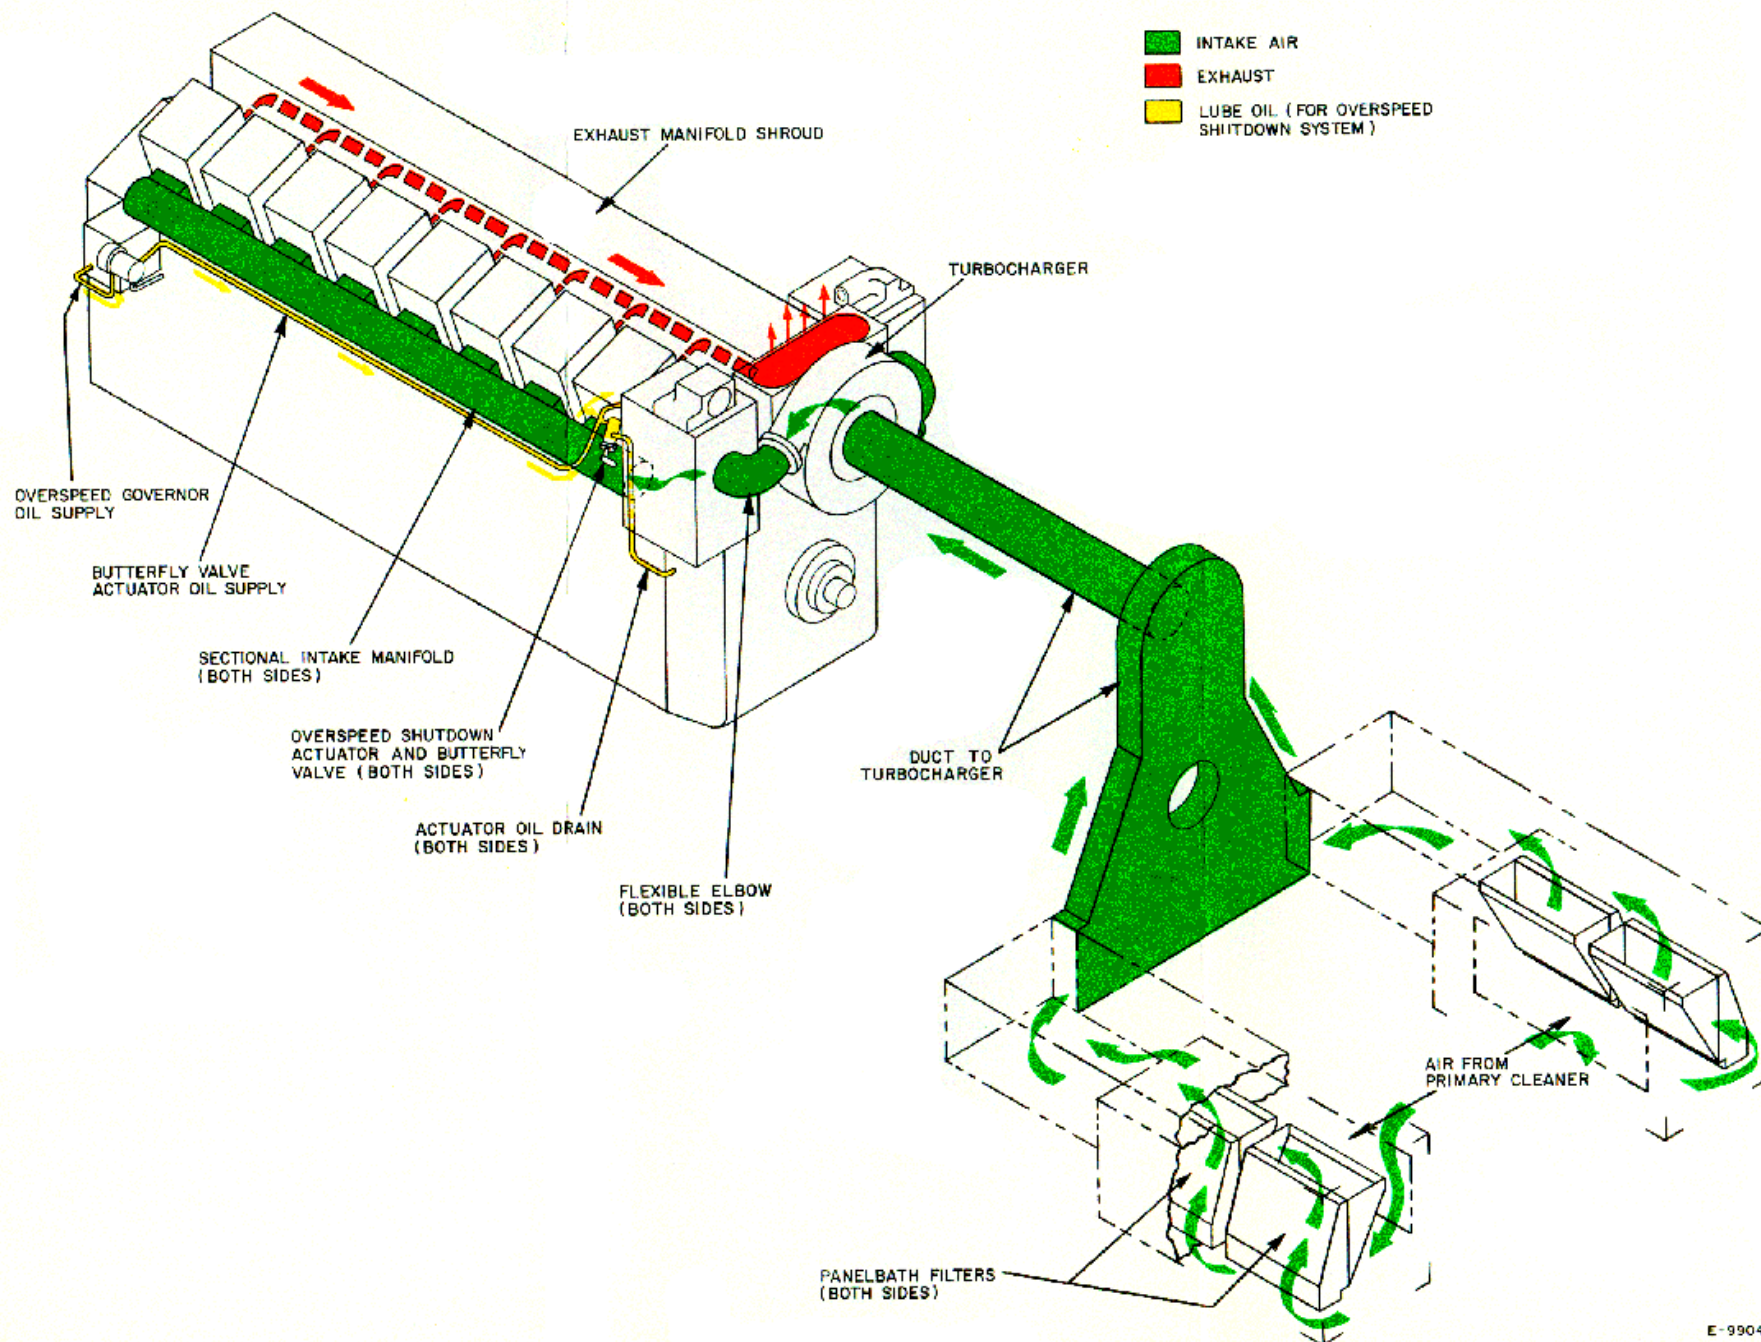 INTAKE AIR
EXHAUST
LUBE OIL (FOR OVERSPEED
SHUTDOWN SYSTEM)
EXHAUST MANIFOLD SHROUD
TURBOCHARGER
OVERSPEED GOVERNOR
OIL SUPPLY
BUTTERFLY VALVE
ACTUATOR OIL SUPPLY
SECTIONAL INTAKE MANIFOLD
(BOTH SIDES)
OVERSPEED SHUTDOWN
ACTUATOR AND BUTTERFLY
VALVE (BOTH SIDES)
ACTUATOR OIL DRAIN
(BOTH SIDES)
FLEXIBLE ELBOW
(BOTH SIDES)
DUCT TO
TURBOCHARGER
AIR FROM
PRIMARY CLEANER
PANELBATH FILTERS
(BOTH SIDES)
E-9904